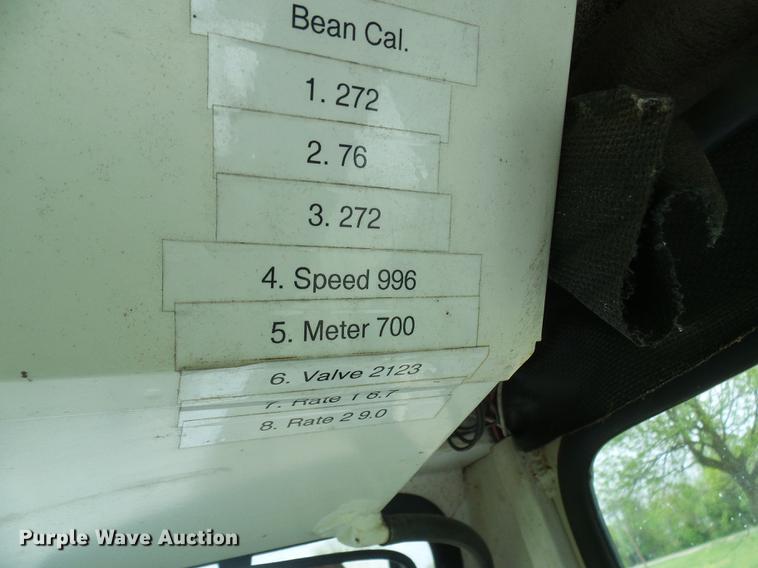 Bean Cal.
1. 272
2. 76
3. 272
4. Speed 996
5. Meter 700
6. Valve 2123
7. Rate 1 6.7
8. Rate 2 9.0
Purple Wave Auction